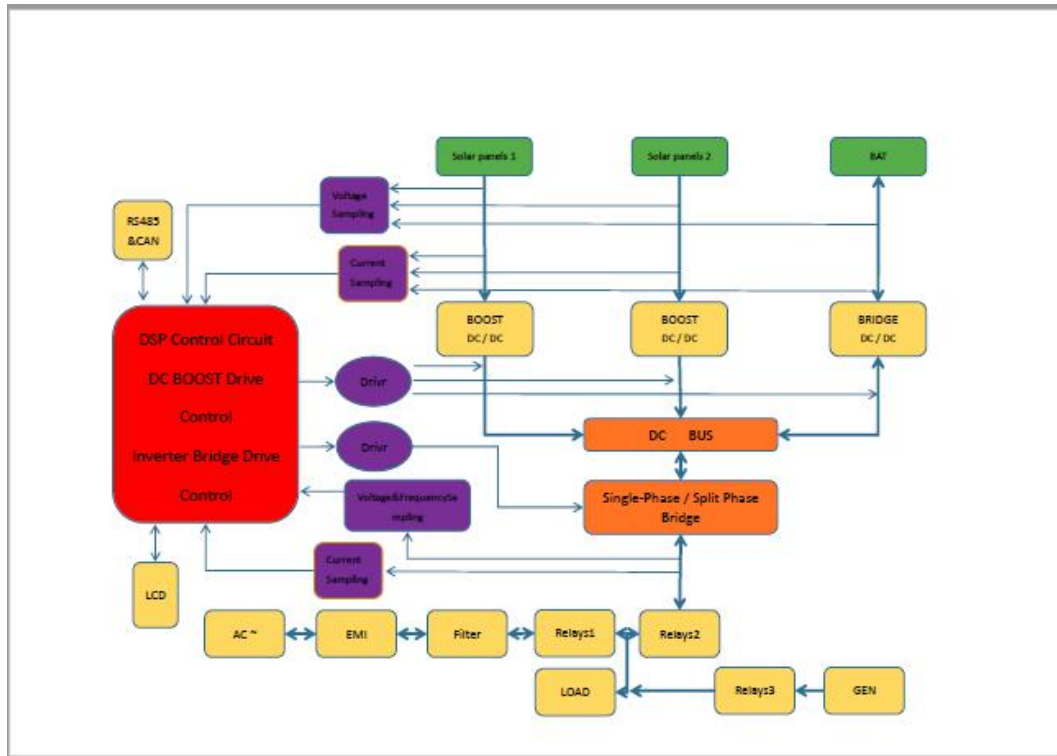 Solar panels 1
Solar panels 2
BAT
Voltage
Sampling
RS485
&CAN
Current
Sampling
BOOST
DC / DC
BOOST
DC / DC
BRIDGE
DC / DC
DSP Control Circuit
DC BOOST Drive
Control
Inverter Bridge Drive
Control
Drivr
Drivr
DC BUS
Voltage&FrequencySa
mpling
Single-Phase / Split Phase
Bridge
Current
Sampling
LCD
AC ~
EMI
Filter
Relays1
Relays2
LOAD
Relays3
GEN